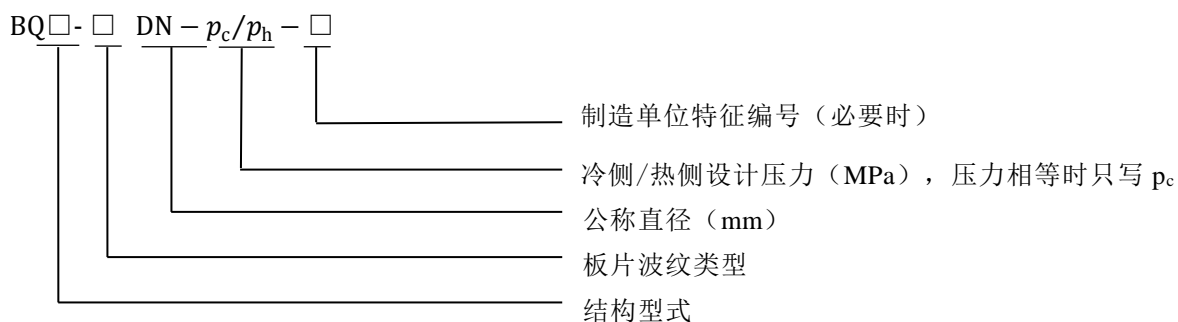 BQ□-□ DN－p_c/p_h－□
制造单位特征编号（必要时）
冷侧/热侧设计压力（MPa），压力相等时只写 p_c
公称直径（mm）
板片波纹类型
结构型式